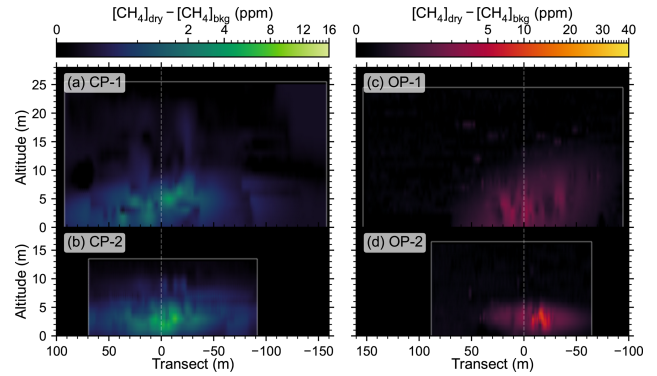 [CH₄]dry − [CH₄]bkg (ppm)
0 2 4 8 12 16
[CH₄]dry − [CH₄]bkg (ppm)
0 5 10 20 30 40
(a) CP-1
(c) OP-1
25
20
15
10
5
0
Altitude (m)
(b) CP-2
(d) OP-2
15
10
5
0
Altitude (m)
100 50 0 −50 −100 −150
150 100 50 0 −50 −100
Transect (m)
Transect (m)